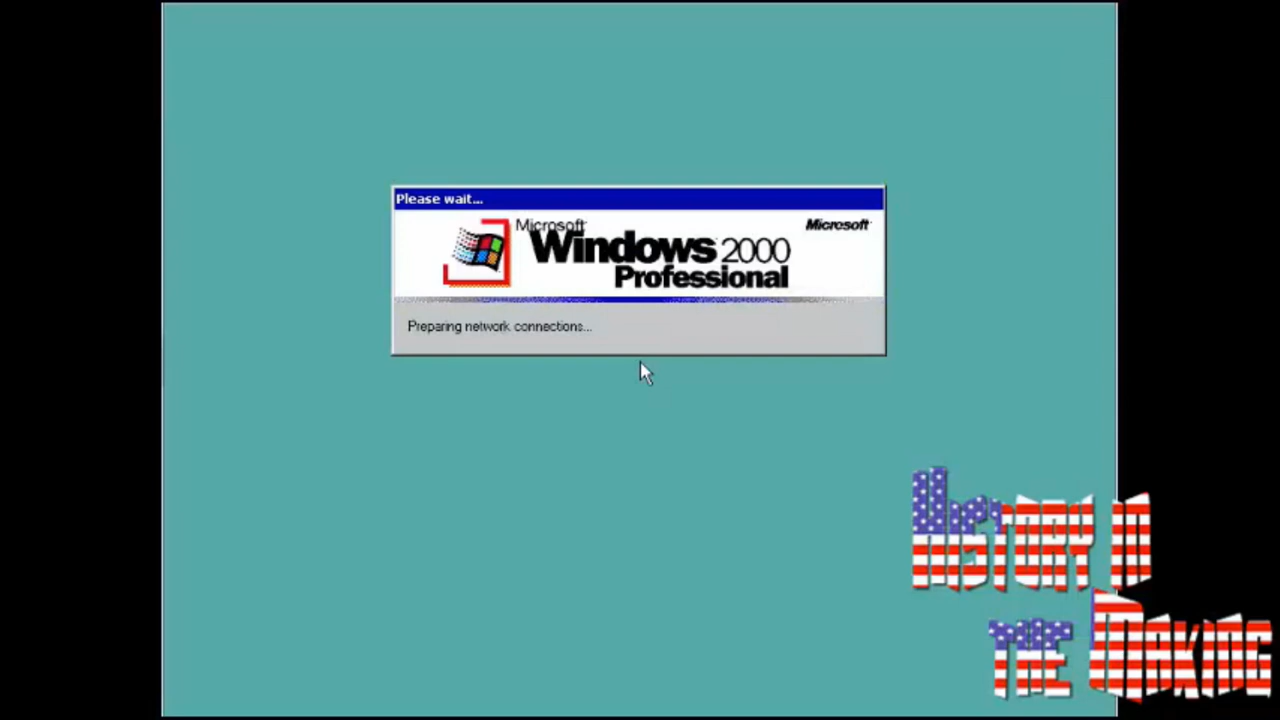 Please wait...
Microsoft
Windows 2000
Professional
Microsoft
Preparing network connections...
History in
the Making